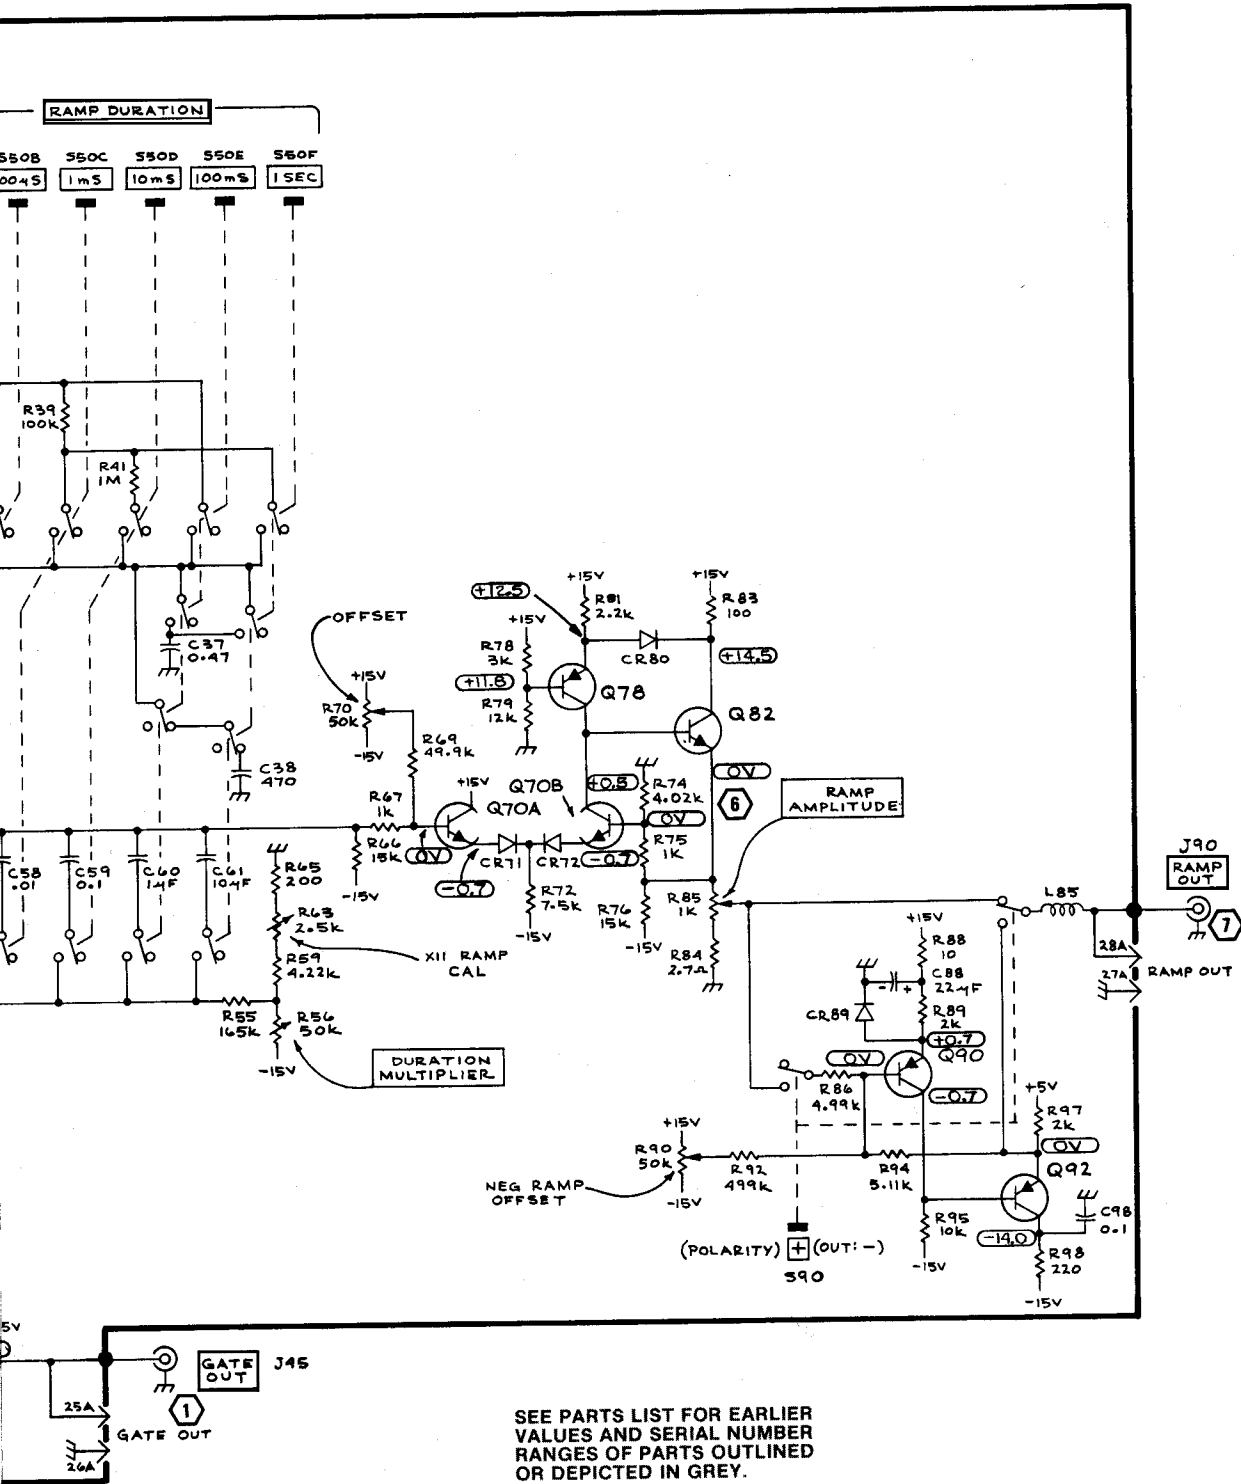 RAMP DURATION
S50B S50C S50D S50E S50F
1mS 10mS 100mS 1SEC
R39
100K
R41
1M
C37
0.47
C38
470
OFFSET
+15V
R70
50K
-15V
R69
49.9K
R67
1K
R66
15K
-15V
0V
-0.7
+15V
Q70A
Q70B
CR71
CR72
R72
7.5K
-15V
+12.5
+15V
R81
2.2K
+15V
R78
3K
+11.8
R79
12K
CR80
Q78
+15V
R83
100
+14.5
Q82
0V
6
+0.5
R74
4.02K
0V
-0.7
R75
1K
R76
15K
-15V
R85
1K
R84
2.7Ω
RAMP
AMPLITUDE
C58
.01
C59
0.1
C60
1µF
C61
10µF
R65
200
R63
2.5K
R59
4.22K
X11 RAMP
CAL
R55
165K
R56
50K
-15V
DURATION
MULTIPLIER
J90
RAMP
OUT
7
L85
28A
27A
RAMP OUT
+15V
R88
10
C88
22µF
- +
CR89
R89
2K
+0.7
Q90
0V
-0.7
R86
4.99K
+5V
R97
2K
0V
Q92
+15V
R90
50K
-15V
R92
499K
R94
5.11K
NEG RAMP
OFFSET
R95
10K
-15V
-14.0
C98
0.1
R98
220
-15V
(POLARITY) + (OUT: -)
S90
5V
GATE
OUT
J45
1
25A
GATE OUT
26A
SEE PARTS LIST FOR EARLIER
VALUES AND SERIAL NUMBER
RANGES OF PARTS OUTLINED
OR DEPICTED IN GREY.